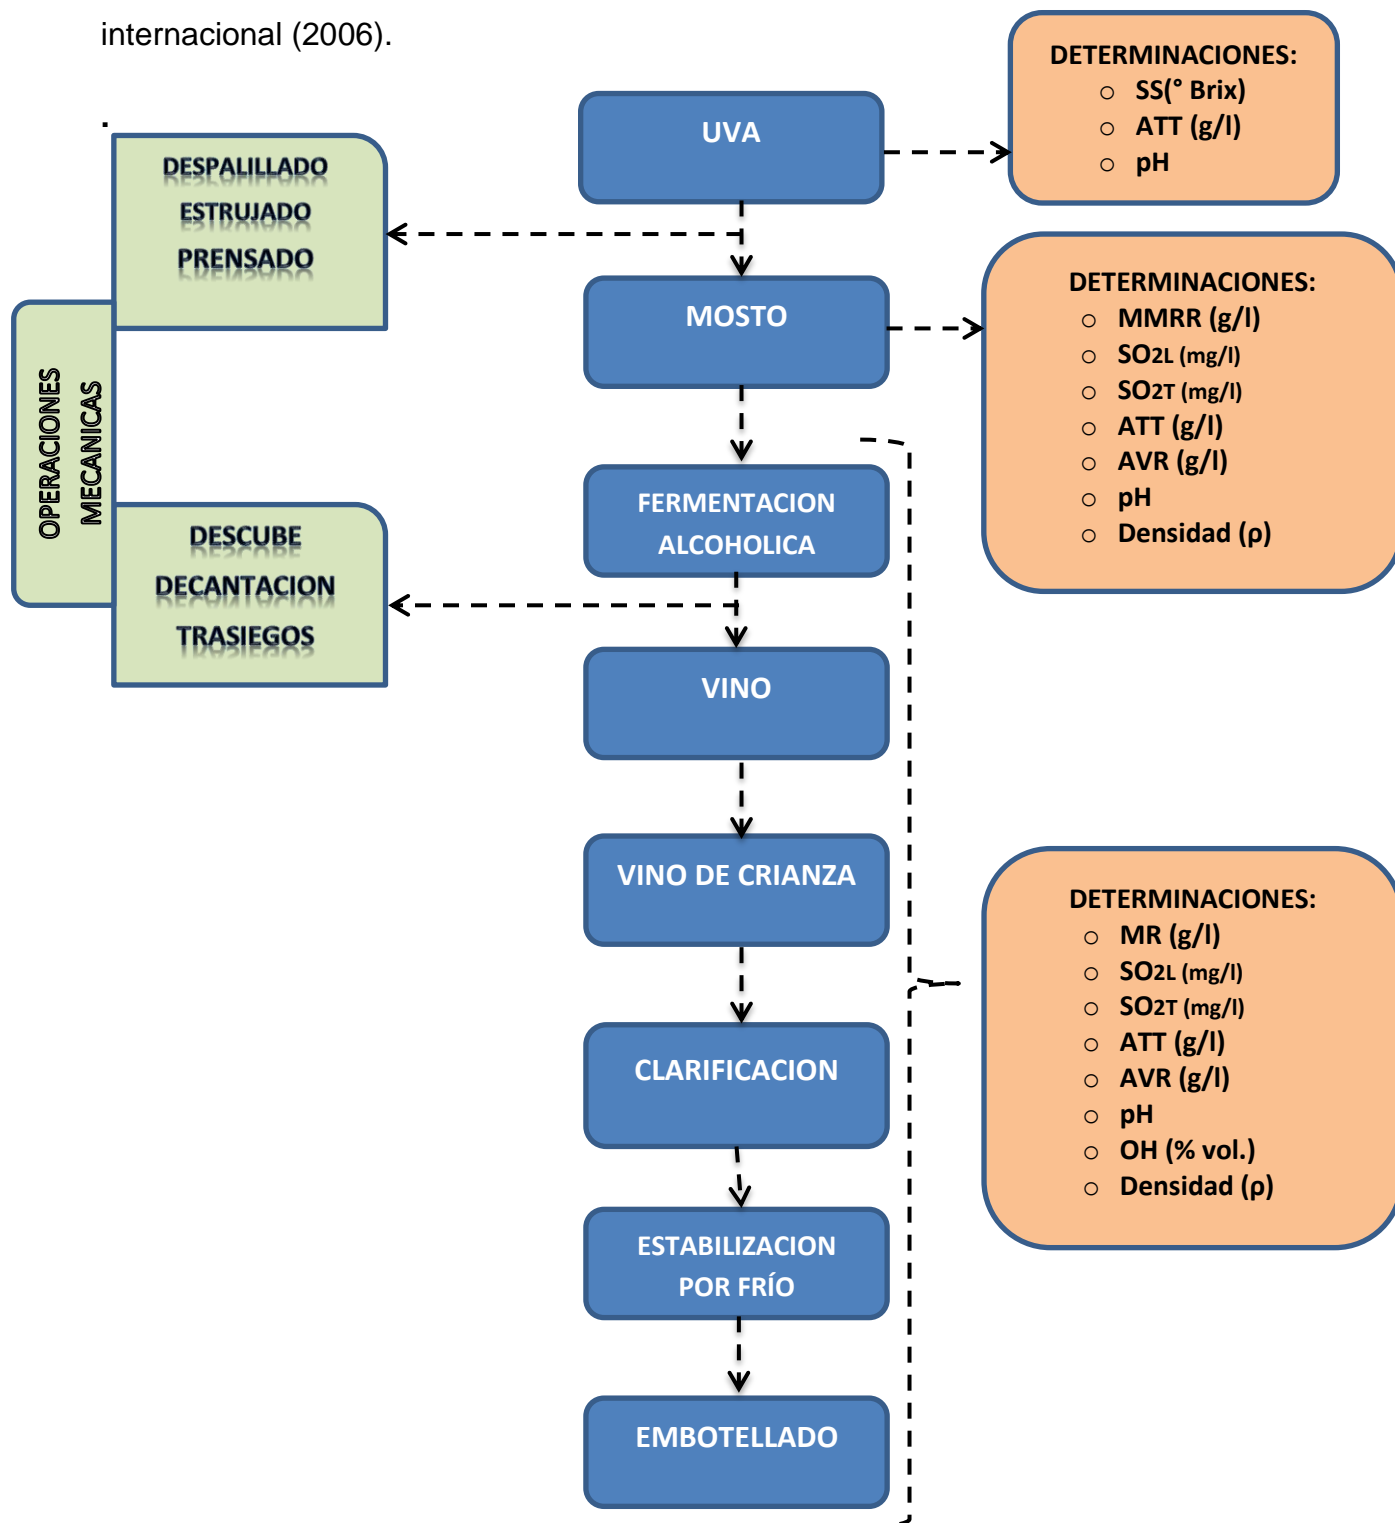 internacional (2006).
.
UVA
DETERMINACIONES:
o SS(° Brix)
o ATT (g/l)
o pH
DESPALILLADO
ESTRUJADO
PRENSADO
MOSTO
DETERMINACIONES:
o MMRR (g/l)
o SO2L (mg/l)
o SO2T (mg/l)
o ATT (g/l)
o AVR (g/l)
o pH
o Densidad (ρ)
OPERACIONES
MECANICAS
FERMENTACION
ALCOHOLICA
DESCUBE
DECANTACION
TRASIEGOS
VINO
VINO DE CRIANZA
DETERMINACIONES:
o MR (g/l)
o SO2L (mg/l)
o SO2T (mg/l)
o ATT (g/l)
o AVR (g/l)
o pH
o OH (% vol.)
o Densidad (ρ)
CLARIFICACION
ESTABILIZACION
POR FRÍO
EMBOTELLADO